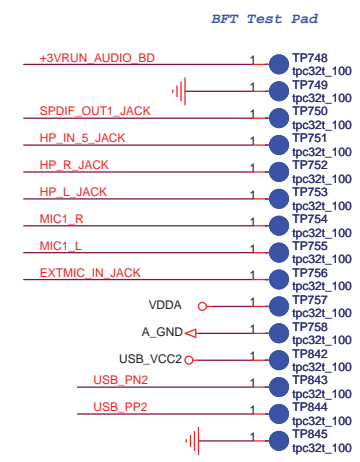 BFT Test Pad
+3VRUN_AUDIO_BD 1 TP748
tpc32t_100
1 TP749
tpc32t_100
SPDIF_OUT1_JACK 1 TP750
tpc32t_100
HP_IN_5_JACK 1 TP751
tpc32t_100
HP_R_JACK 1 TP752
tpc32t_100
HP_L_JACK 1 TP753
tpc32t_100
MIC1_R 1 TP754
tpc32t_100
MIC1_L 1 TP755
tpc32t_100
EXTMIC_IN_JACK 1 TP756
tpc32t_100
VDDA 1 TP757
tpc32t_100
A_GND 1 TP758
tpc32t_100
USB_VCC2 1 TP842
tpc32t_100
USB_PN2 1 TP843
tpc32t_100
USB_PP2 1 TP844
tpc32t_100
1 TP845
tpc32t_100